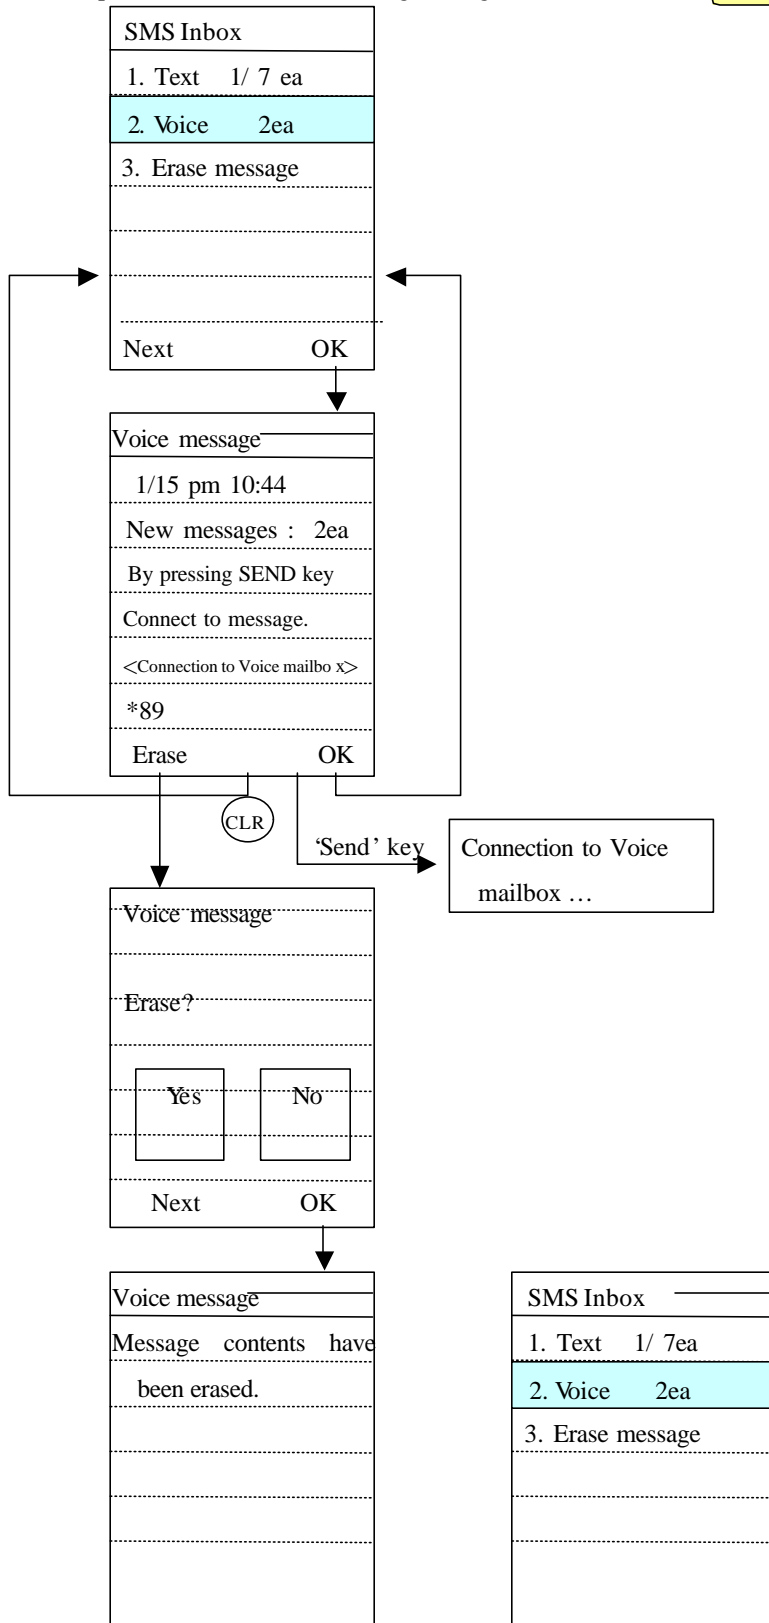 SMS Inbox
1. Text 1/ 7 ea
2. Voice 2ea
3. Erase message
Next OK
Voice message
1/15 pm 10:44
New messages : 2ea
By pressing SEND key
Connect to message.
<Connection to Voice mailbo x>
*89
Erase OK
CLR
‘Send’ key
Connection to Voice
mailbox …
Voice message
Erase?
Yes No
Next OK
Voice message
Message contents have
been erased.
SMS Inbox
1. Text 1/ 7ea
2. Voice 2ea
3. Erase message